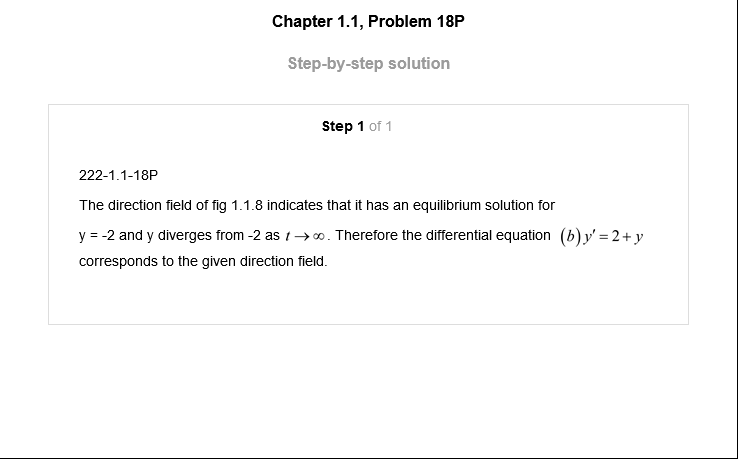 Chapter 1.1, Problem 18P
Step-by-step solution
Step 1 of 1
222-1.1-18P
The direction field of fig 1.1.8 indicates that it has an equilibrium solution for
y = -2 and y diverges from -2 as t → ∞. Therefore the differential equation (b) y′ = 2 + y
corresponds to the given direction field.